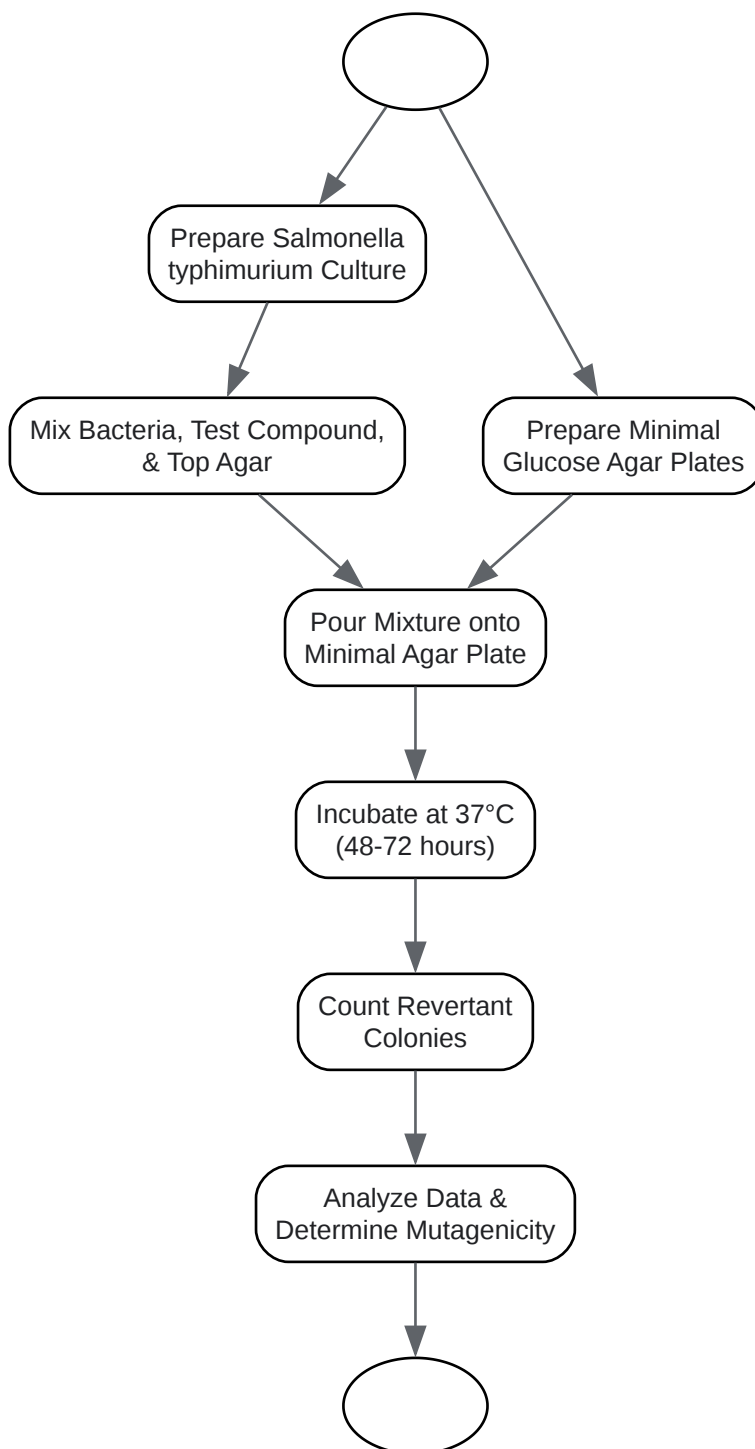 Prepare Salmonella
typhimurium Culture
Mix Bacteria, Test Compound,
& Top Agar
Prepare Minimal
Glucose Agar Plates
Pour Mixture onto
Minimal Agar Plate
Incubate at 37°C
(48-72 hours)
Count Revertant
Colonies
Analyze Data &
Determine Mutagenicity